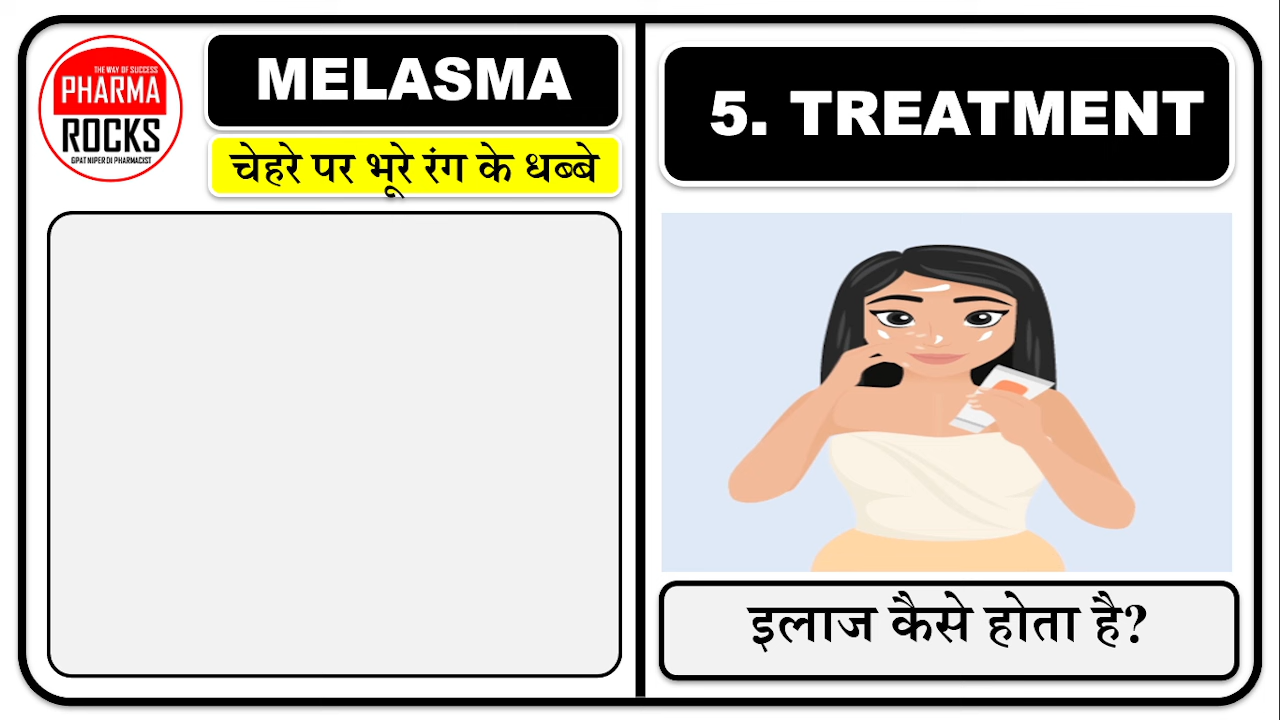 THE WAY OF SUCCESS
PHARMA
ROCKS
GPAT NIPER DI PHARMACIST
MELASMA
चेहरे पर भूरे रंग के धब्बे
5. TREATMENT
इलाज कैसे होता है?